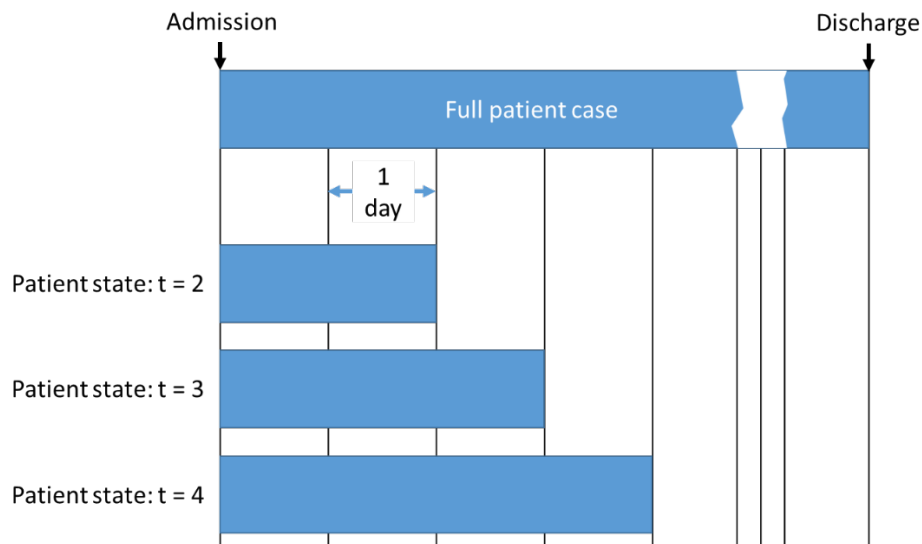 Admission
Discharge
Full patient case
1
day
Patient state: t = 2
Patient state: t = 3
Patient state: t = 4